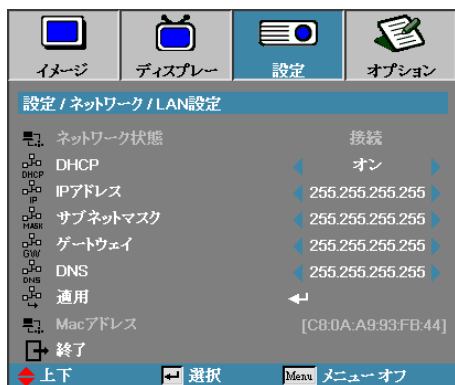 イメージ ディスプレー 設定 オプション
設定 / ネットワーク / LAN設定
ネットワーク状態 接続
DHCP DHCP オン
IP IPアドレス 255.255.255.255
MASK サブネットマスク 255.255.255.255
GW ゲートウェイ 255.255.255.255
DNS DNS 255.255.255.255
適用
Macアドレス [C8:0A:A9:93:FB:44]
終了
上下 選択 Menu メニューオフ